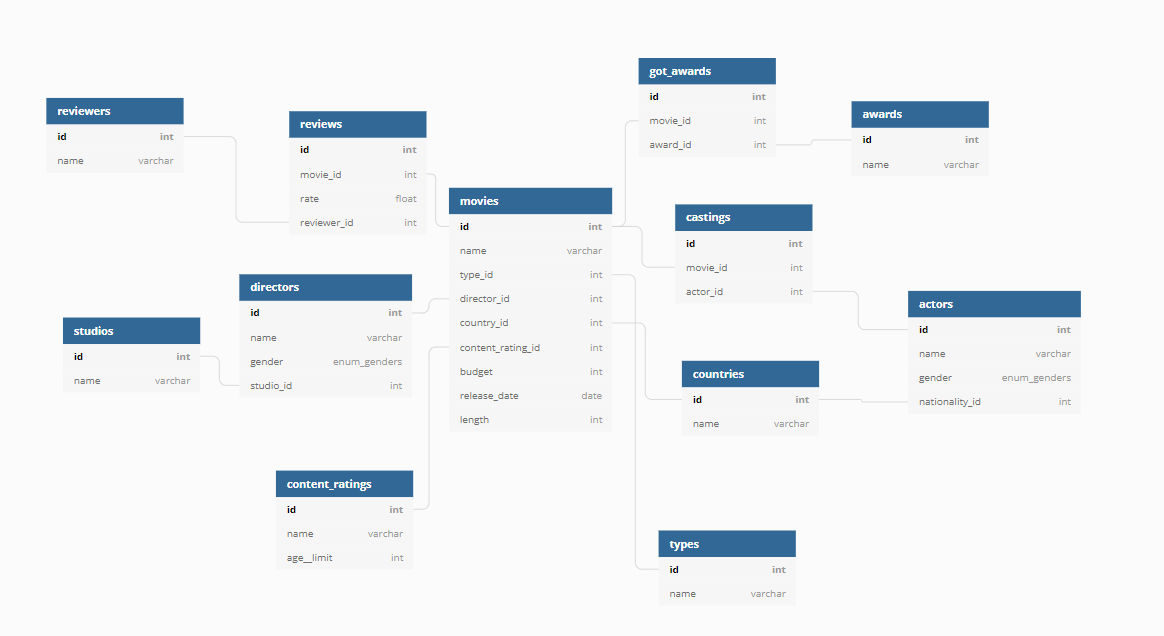 reviewers
id int
name varchar
reviews
id int
movie_id int
rate float
reviewer_id int
studios
id int
name varchar
directors
id int
name varchar
gender enum_genders
studio_id int
content_ratings
id int
name varchar
age__limit int
movies
id int
name varchar
type_id int
director_id int
country_id int
content_rating_id int
budget int
release_date date
length int
got_awards
id int
movie_id int
award_id int
awards
id int
name varchar
castings
id int
movie_id int
actor_id int
actors
id int
name varchar
gender enum_genders
nationality_id int
countries
id int
name varchar
types
id int
name varchar